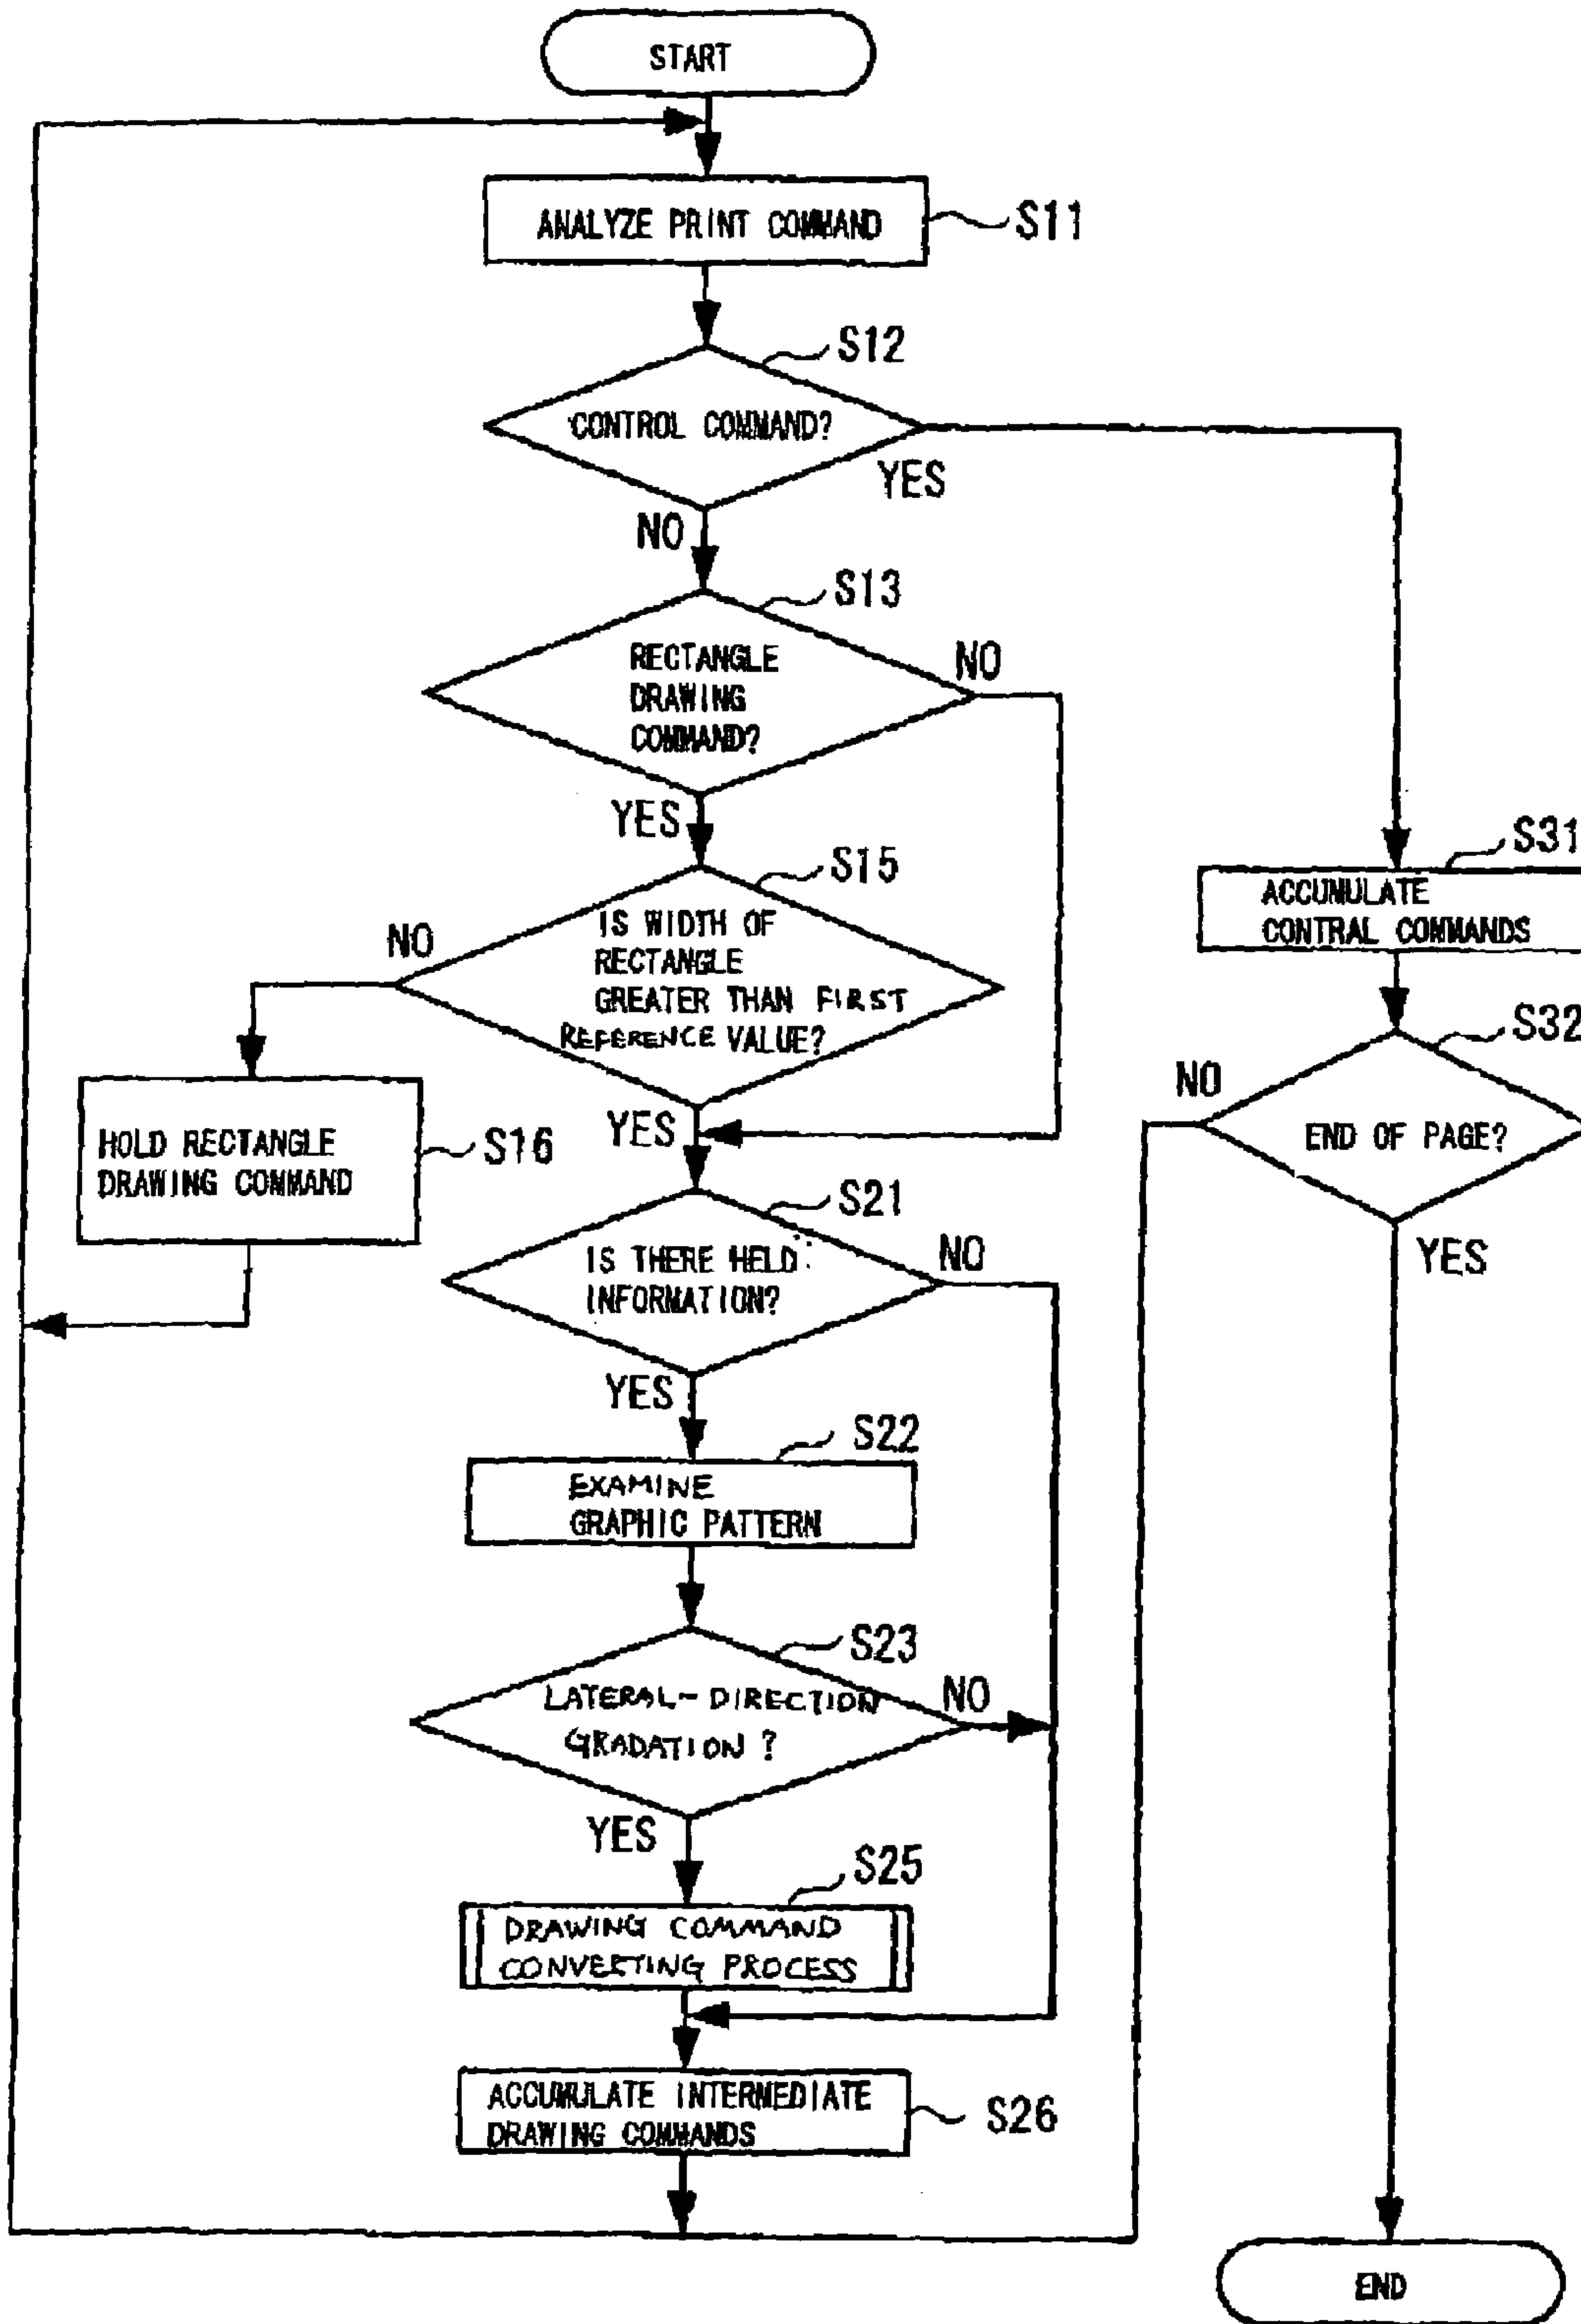 START
ANALYZE PRINT COMMAND
S11
S12
CONTROL COMMAND?
YES
NO
S13
RECTANGLE
DRAWING
COMMAND?
NO
YES
S15
IS WIDTH OF
RECTANGLE
GREATER THAN FIRST
REFERENCE VALUE?
NO
YES
HOLD RECTANGLE
DRAWING COMMAND
S16
S21
IS THERE HELD
INFORMATION?
NO
YES
S22
EXAMINE
GRAPHIC PATTERN
S23
LATERAL-DIRECTION
GRADATION ?
NO
YES
S25
DRAWING COMMAND
CONVERTING PROCESS
ACCUMULATE INTERMEDIATE
DRAWING COMMANDS
S26
S31
ACCUMULATE
CONTRAL COMMANDS
S32
NO
END OF PAGE?
YES
END